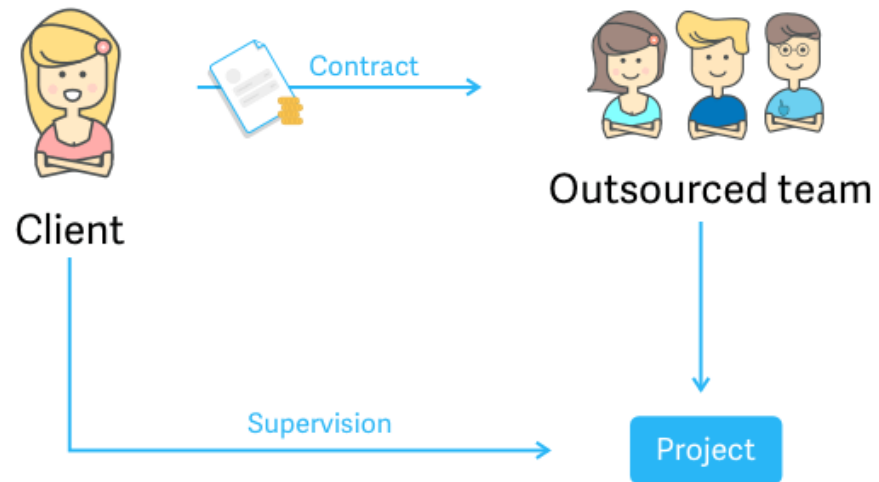 Contract
Outsourced team
Client
Supervision
Project